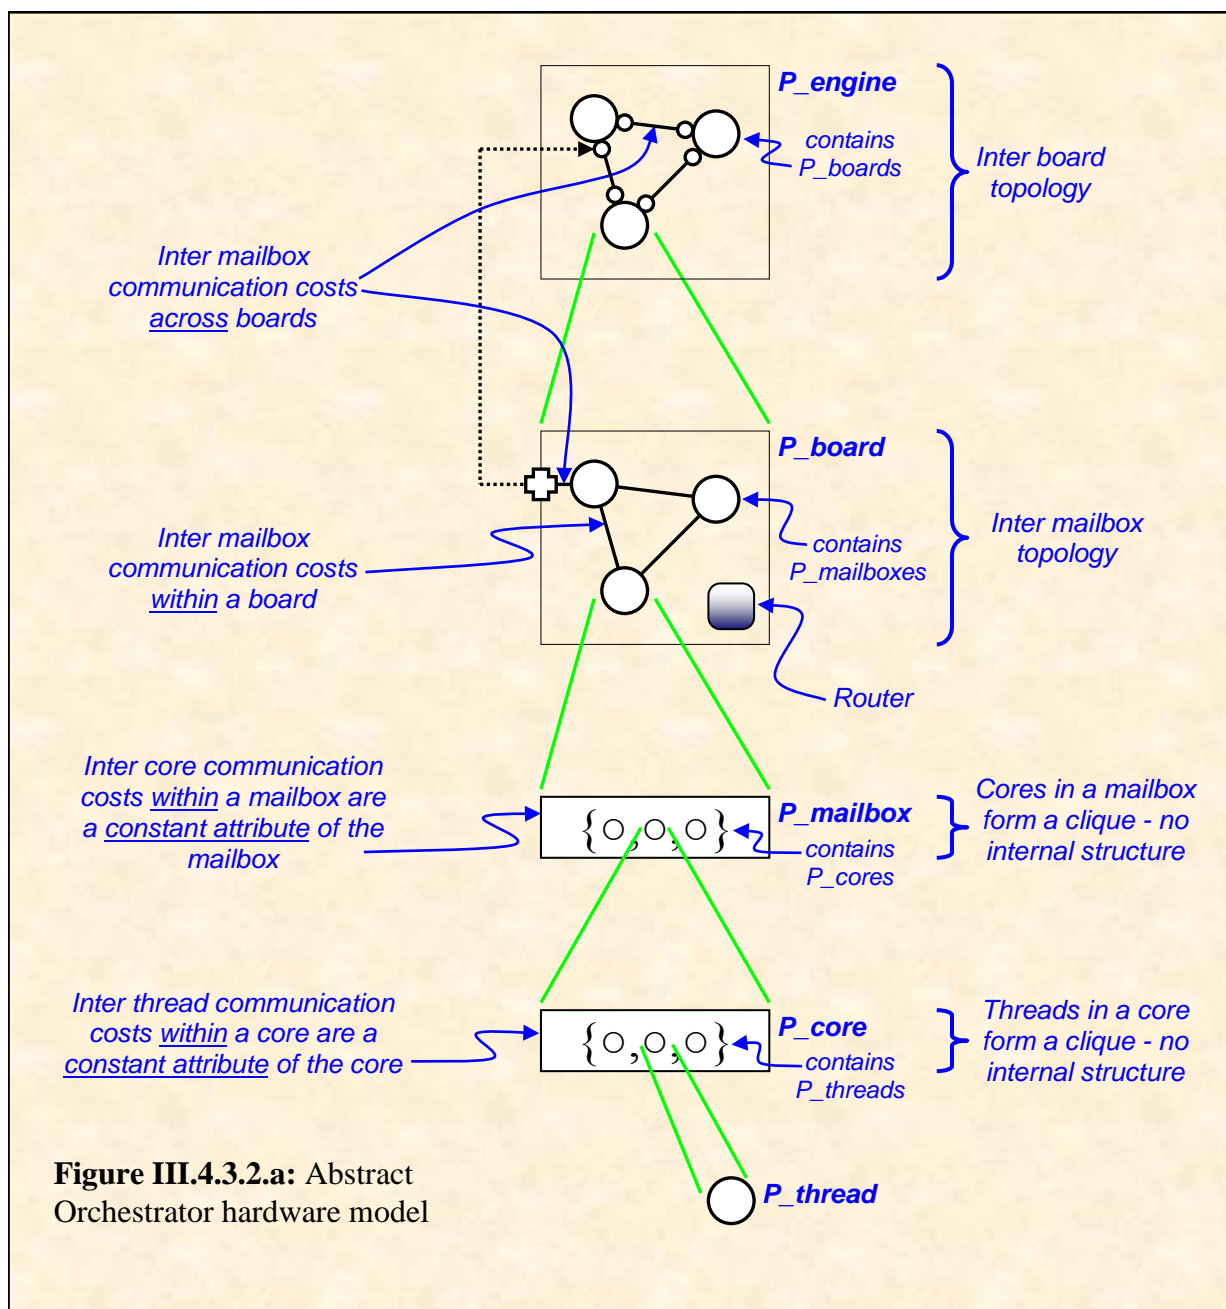 P_engine
contains
P_boards
Inter board
topology
Inter mailbox
communication costs
across boards
P_board
Inter mailbox
communication costs
within a board
contains
P_mailboxes
Inter mailbox
topology
Router
Inter core communication
costs within a mailbox are
a constant attribute of the
mailbox
{○,○,○}
P_mailbox
contains
P_cores
Cores in a mailbox
form a clique - no
internal structure
Inter thread communication
costs within a core are a
constant attribute of the core
{○,○,○}
P_core
contains
P_threads
Threads in a core
form a clique - no
internal structure
Figure III.4.3.2.a: Abstract
Orchestrator hardware model
P_thread